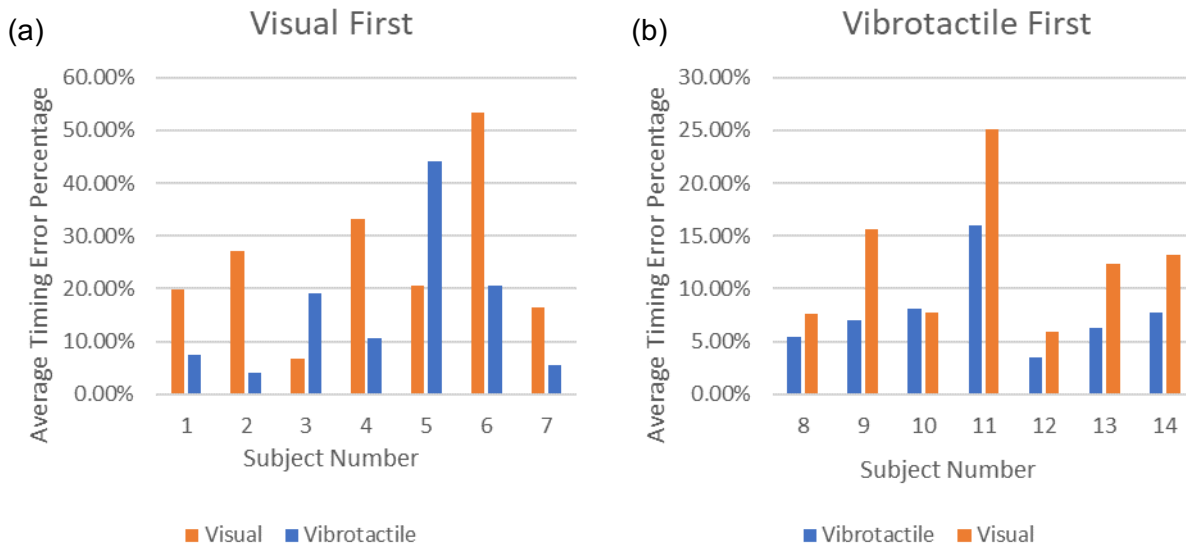 (a)
Visual First
Average Timing Error Percentage
60.00%
50.00%
40.00%
30.00%
20.00%
10.00%
0.00%
1 2 3 4 5 6 7
Subject Number
Visual Vibrotactile
(b)
Vibrotactile First
Average Timing Error Percentage
30.00%
25.00%
20.00%
15.00%
10.00%
5.00%
0.00%
8 9 10 11 12 13 14
Subject Number
Vibrotactile Visual